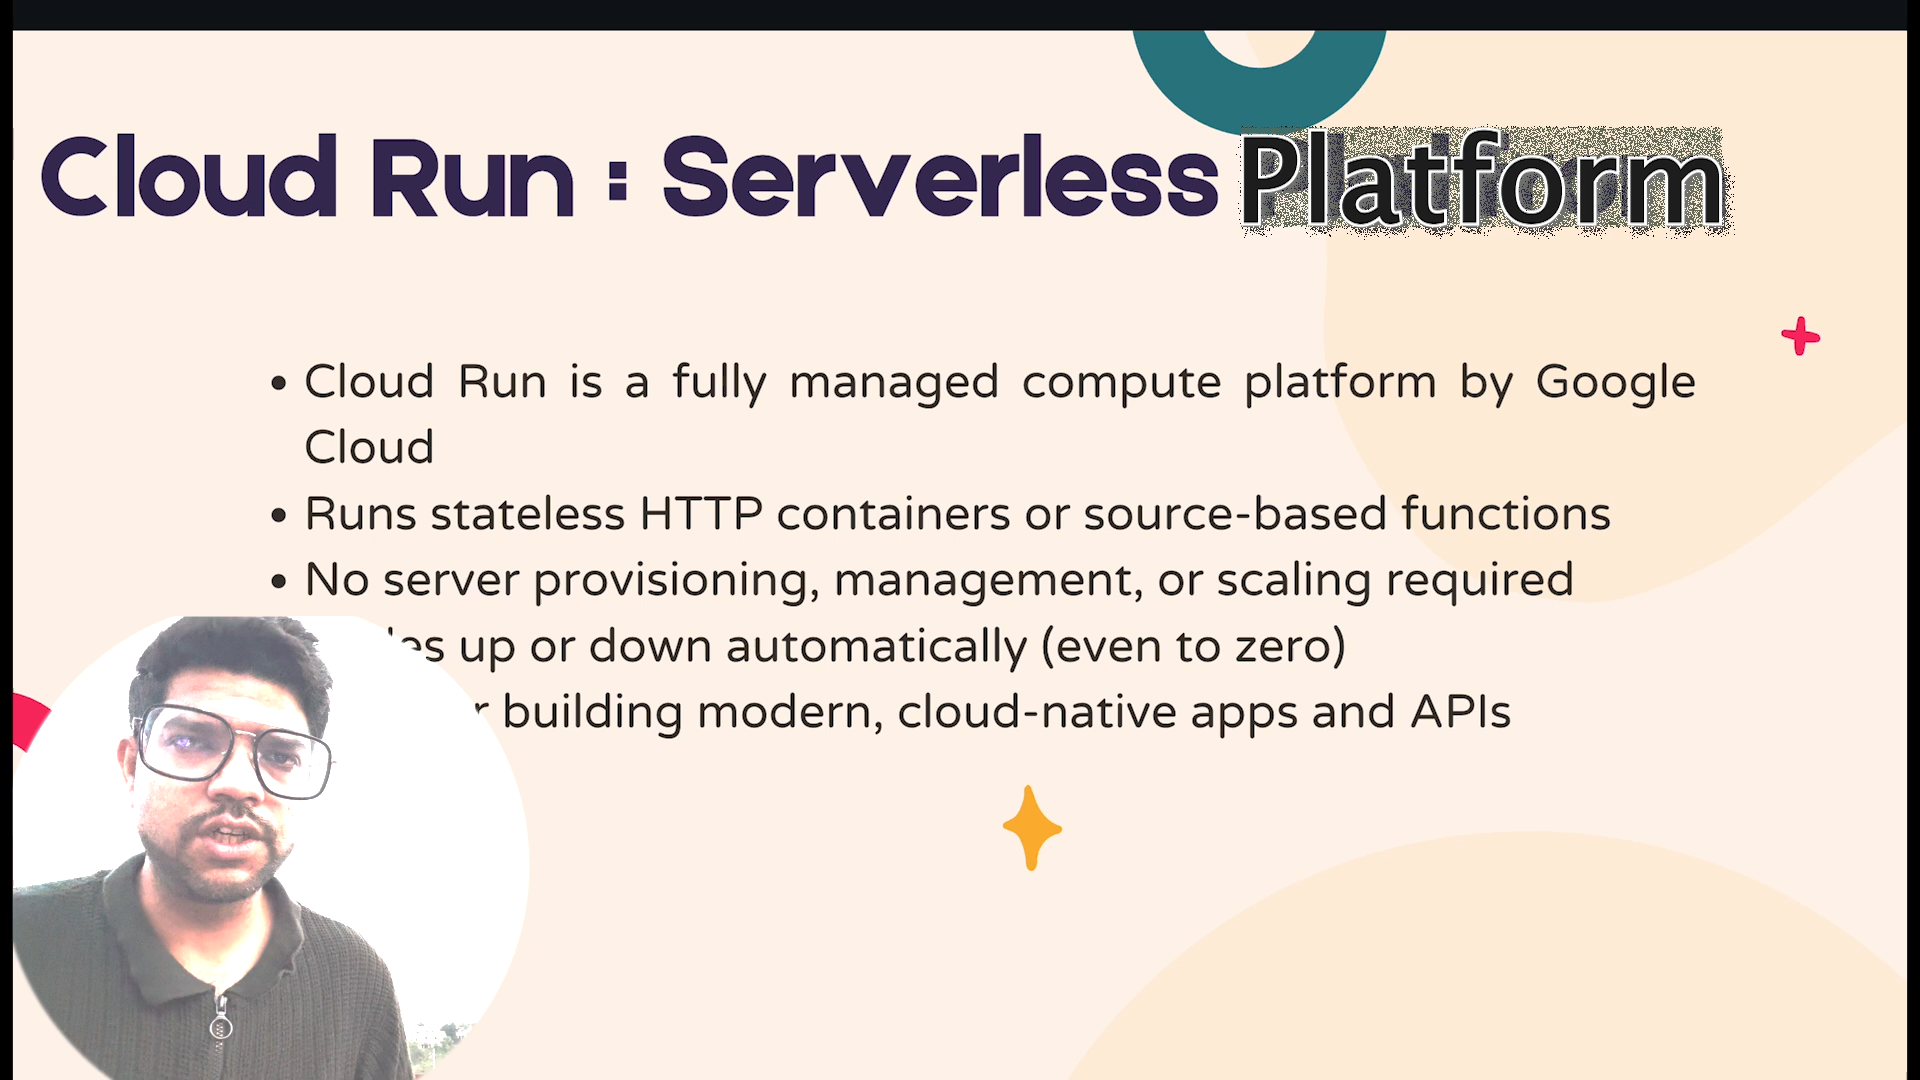 Cloud Run : Serverless Platform
• Cloud Run is a fully managed compute platform by Google
Cloud
• Runs stateless HTTP containers or source-based functions
• No server provisioning, management, or scaling required
up or down automatically (even to zero)
building modern, cloud-native apps and APIs